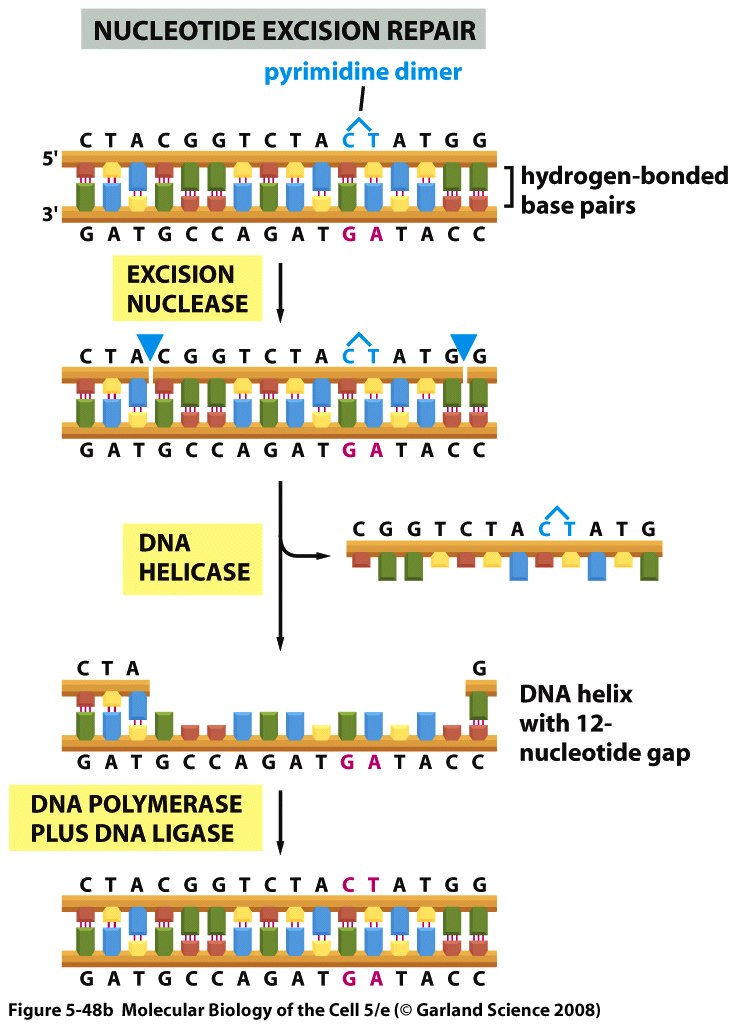 NUCLEOTIDE EXCISION REPAIR
pyrimidine dimer
C T A C G G T C T A C T A T G G
5'
hydrogen-bonded
base pairs
3'
G A T G C C A G A T G A T A C C
EXCISION
NUCLEASE
C T A C G G T C T A C T A T G G
G A T G C C A G A T G A T A C C
DNA
HELICASE
C G G T C T A C T A T G
C T A G
DNA helix
with 12-
nucleotide gap
G A T G C C A G A T G A T A C C
DNA POLYMERASE
PLUS DNA LIGASE
C T A C G G T C T A C T A T G G
G A T G C C A G A T G A T A C C
Figure 5-48b Molecular Biology of the Cell 5/e (© Garland Science 2008)